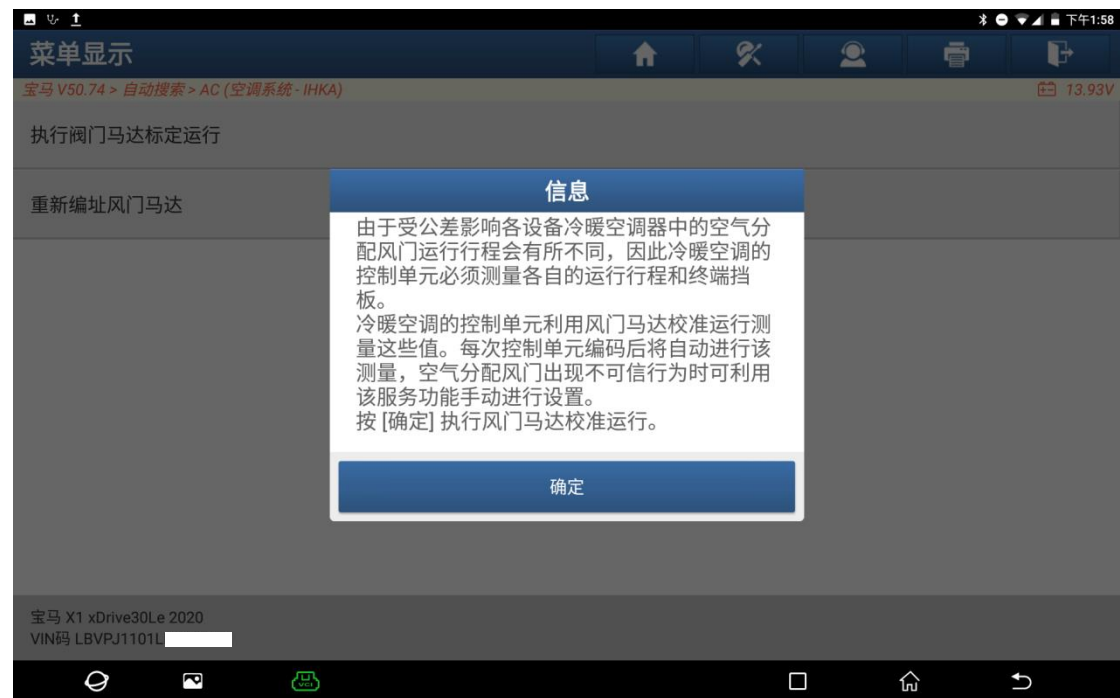 下午1:58
菜单显示
宝马 V50.74 > 自动搜索 > AC (空调系统 - IHKA)
13.93V
执行阀门马达标定运行
重新编址风门马达
信息
由于受公差影响各设备冷暖空调器中的空气分
配风门运行行程会有所不同，因此冷暖空调的
控制单元必须测量各自的运行行程和终端挡
板。
冷暖空调的控制单元利用风门马达校准运行测
量这些值。每次控制单元编码后将自动进行该
测量，空气分配风门出现不可信行为时可利用
该服务功能手动进行设置。
按 [确定] 执行风门马达校准运行。
确定
宝马 X1 xDrive30Le 2020
VIN码 LBVPJ1101L
VCI